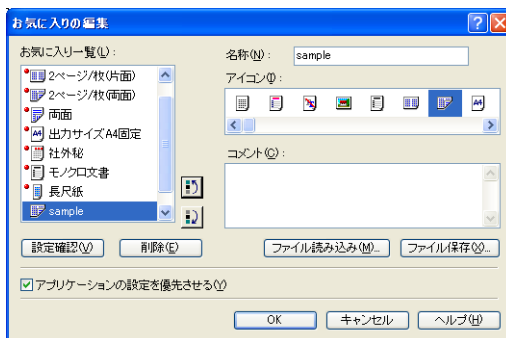 お気に入りの編集
お気に入り一覧(L):
2ページ/枚(片面)
2ページ/枚(両面)
両面
出力サイズA4固定
社外秘
モノクロ文書
長尺紙
sample
名称(N):
sample
アイコン(I):
コメント(C):
設定確認(V)
削除(E)
ファイル読み込み(M)...
ファイル保存(X)...
アプリケーションの設定を優先させる(Y)
OK
キャンセル
ヘルプ(H)